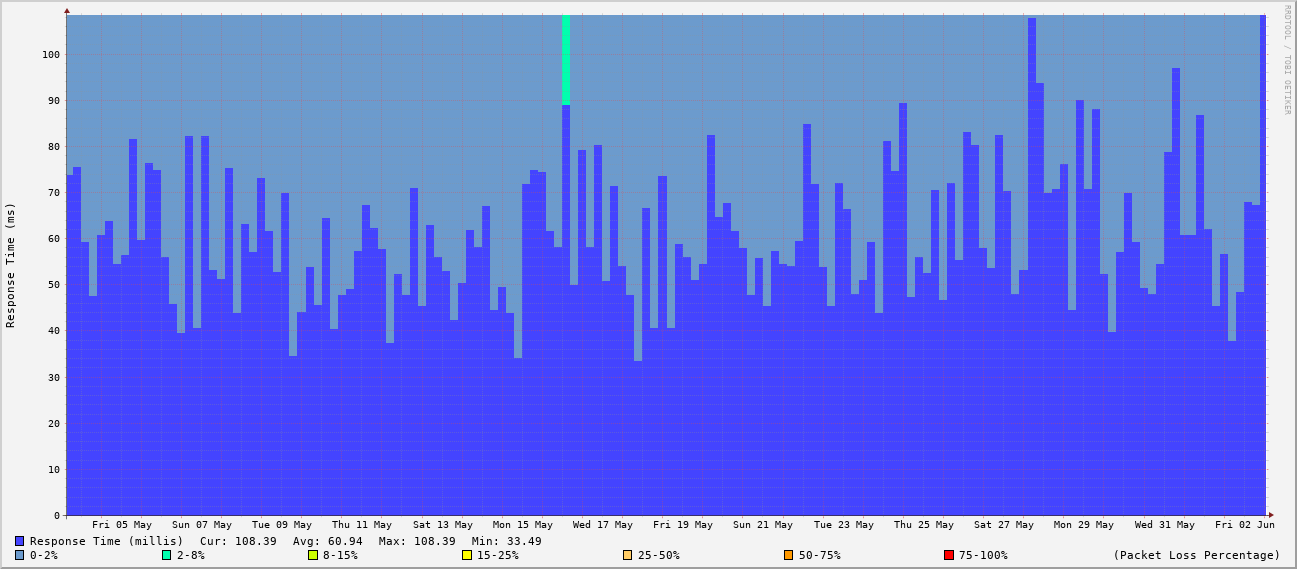 RRDTOOL / TOBI OETIKER
Response Time (ms)
100
90
80
70
60
50
40
30
20
10
0
Fri 05 May Sun 07 May Tue 09 May Thu 11 May Sat 13 May Mon 15 May Wed 17 May Fri 19 May Sun 21 May Tue 23 May Thu 25 May Sat 27 May Mon 29 May Wed 31 May Fri 02 Jun
Response Time (millis) Cur: 108.39 Avg: 60.94 Max: 108.39 Min: 33.49
0-2% 2-8% 8-15% 15-25% 25-50% 50-75% 75-100% (Packet Loss Percentage)